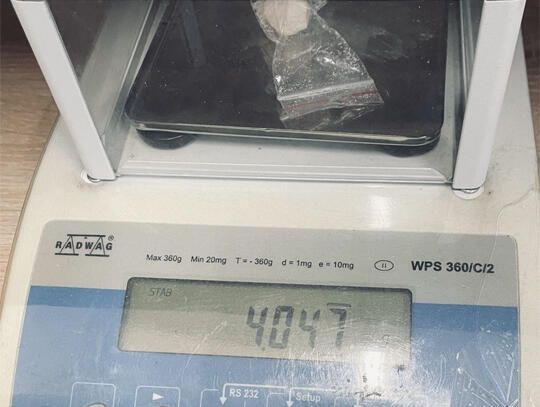 RADWAG®
Max 360g Min 20mg T = - 360g d = 1mg e = 10mg II WPS 360/C/2
STAB
4.047 g
RS 232
Setup